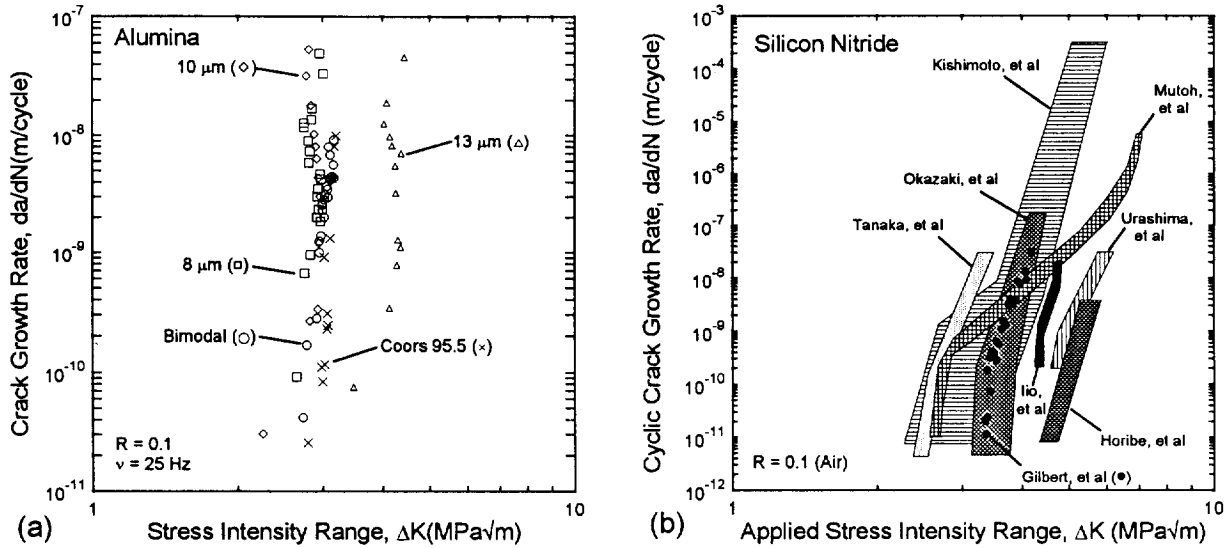 Alumina
10 μm (◇)
13 μm (△)
8 μm (□)
Bimodal (○)
Coors 95.5 (×)
R = 0.1
ν = 25 Hz
Crack Growth Rate, da/dN(m/cycle)
10⁻⁷
10⁻⁸
10⁻⁹
10⁻¹⁰
10⁻¹¹
1
10
Stress Intensity Range, ΔK(MPa√m)
(a)
Silicon Nitride
Kishimoto, et al
Mutoh,
et al
Okazaki, et al
Tanaka, et al
Urashima,
et al
Iio,
et al
Horibe, et al
Gilbert, et al (●)
R = 0.1 (Air)
Cyclic Crack Growth Rate, da/dN (m/cycle)
10⁻³
10⁻⁴
10⁻⁵
10⁻⁶
10⁻⁷
10⁻⁸
10⁻⁹
10⁻¹⁰
10⁻¹¹
10⁻¹²
1
10
Applied Stress Intensity Range, ΔK (MPa√m)
(b)